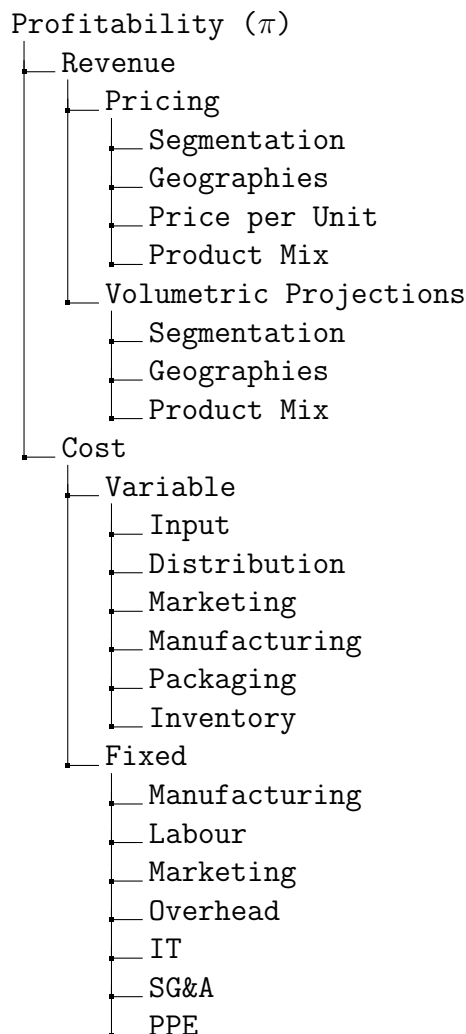 Profitability (π)
Revenue
Pricing
Segmentation
Geographies
Price per Unit
Product Mix
Volumetric Projections
Segmentation
Geographies
Product Mix
Cost
Variable
Input
Distribution
Marketing
Manufacturing
Packaging
Inventory
Fixed
Manufacturing
Labour
Marketing
Overhead
IT
SG&A
PPE